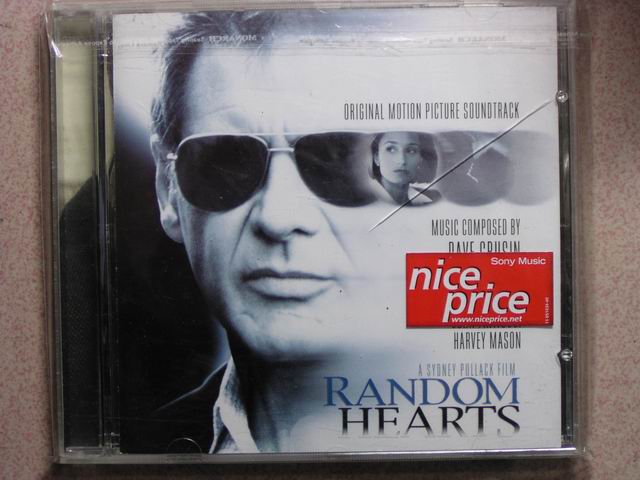 MONARCH
ORIGINAL MOTION PICTURE SOUNDTRACK
MUSIC COMPOSED BY
DAVE GRUSIN
Sony Music
nice
price
www.niceprice.net
HARVEY MASON
A SYDNEY POLLACK FILM
RANDOM
HEARTS